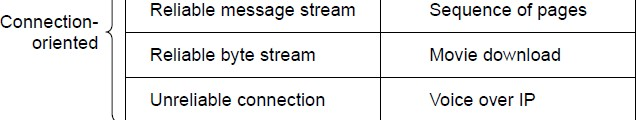 Connection-
oriented
Reliable message stream
Sequence of pages
Reliable byte stream
Movie download
Unreliable connection
Voice over IP